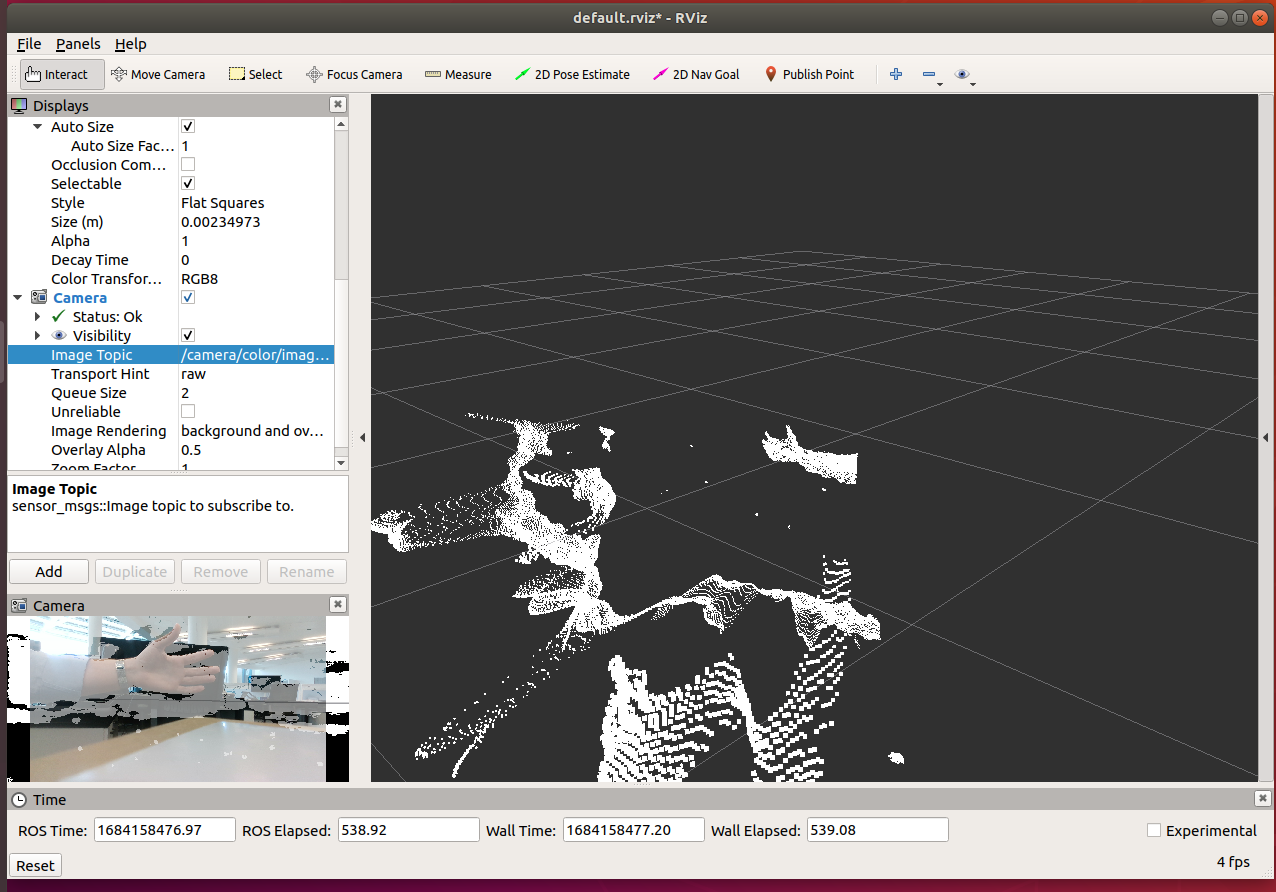 default.rviz* - RViz
File Panels Help
Interact Move Camera Select Focus Camera Measure 2D Pose Estimate 2D Nav Goal Publish Point
Displays
Auto Size
Auto Size Fac... 1
Occlusion Com...
Selectable
Style Flat Squares
Size (m) 0.00234973
Alpha 1
Decay Time 0
Color Transfor... RGB8
Camera
Status: Ok
Visibility
Image Topic /camera/color/imag...
Transport Hint raw
Queue Size 2
Unreliable
Image Rendering background and ov...
Overlay Alpha 0.5
Zoom Factor 1
Image Topic
sensor_msgs::Image topic to subscribe to.
Add Duplicate Remove Rename
Camera
Time
ROS Time: 1684158476.97 ROS Elapsed: 538.92 Wall Time: 1684158477.20 Wall Elapsed: 539.08 Experimental
Reset 4 fps